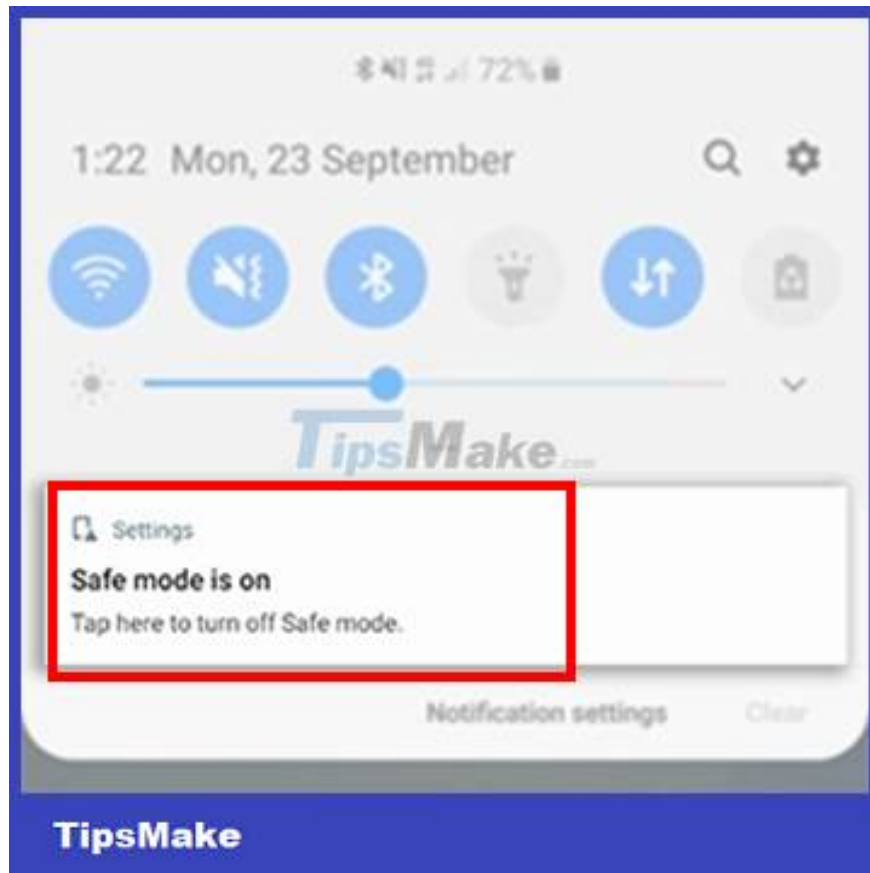 72%
1:22 Mon, 23 September
TipsMake.com
Settings
Safe mode is on
Tap here to turn off Safe mode.
Notification settings Clear
TipsMake